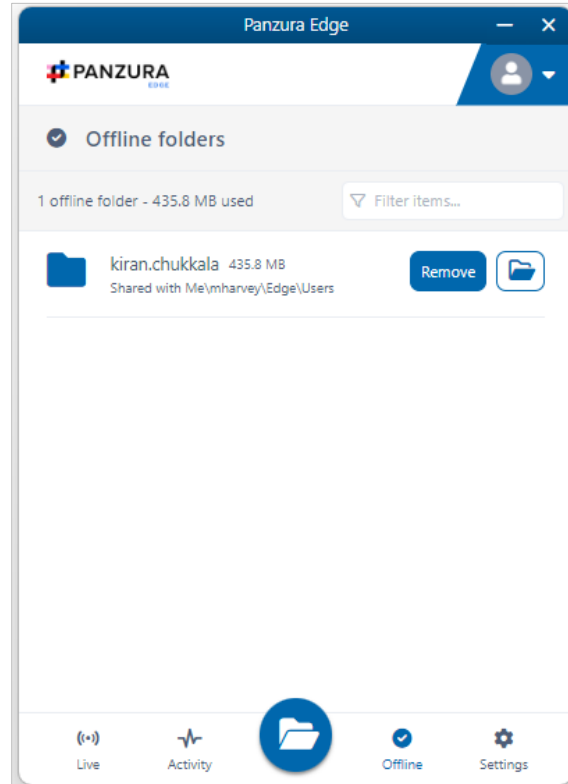 Panzura Edge
PANZURA
EDGE
Offline folders
1 offline folder - 435.8 MB used
Filter items...
kiran.chukkala 435.8 MB
Remove
Shared with Me\mharvey\Edge\Users
Live
Activity
Offline
Settings